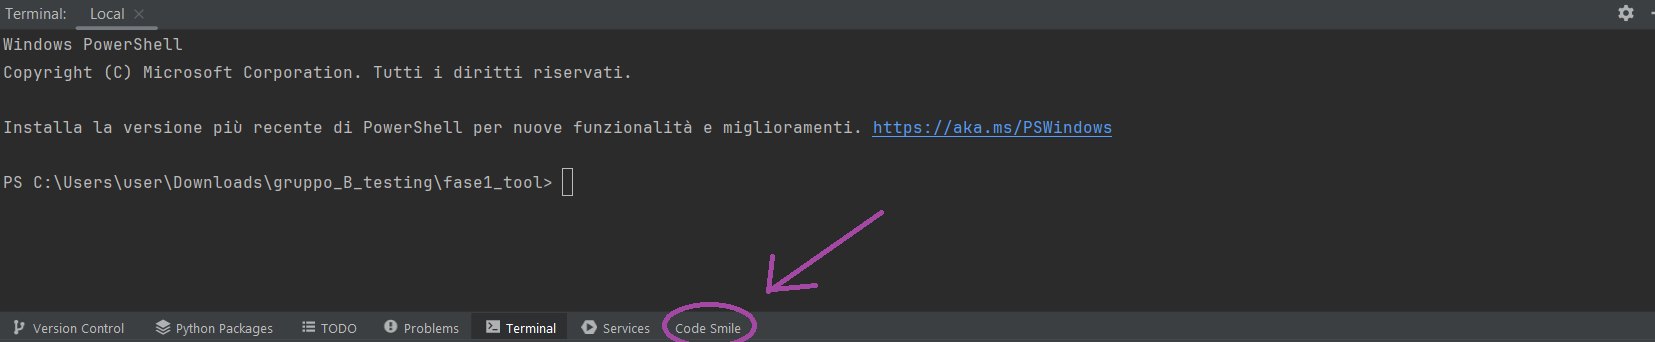 Terminal: Local
Windows PowerShell
Copyright (C) Microsoft Corporation. Tutti i diritti riservati.
Installa la versione più recente di PowerShell per nuove funzionalità e miglioramenti. https://aka.ms/PSWindows
PS C:\Users\user\Downloads\gruppo_B_testing\fase1_tool>
Version Control Python Packages TODO Problems Terminal Services Code Smile